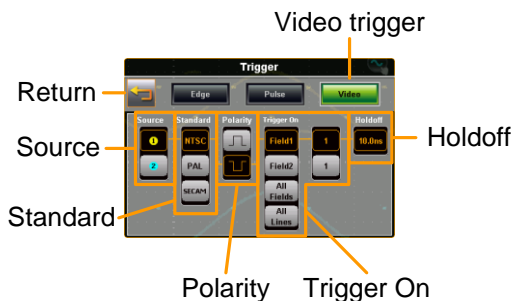 Video trigger
Trigger
Return
Edge Pulse Video
Source Standard Polarity Trigger On Holdoff
Source
1 NTSC Field1 1 10.0ns
Holdoff
2 PAL Field2 1
SECAM All Fields
Standard
All Lines
Polarity Trigger On